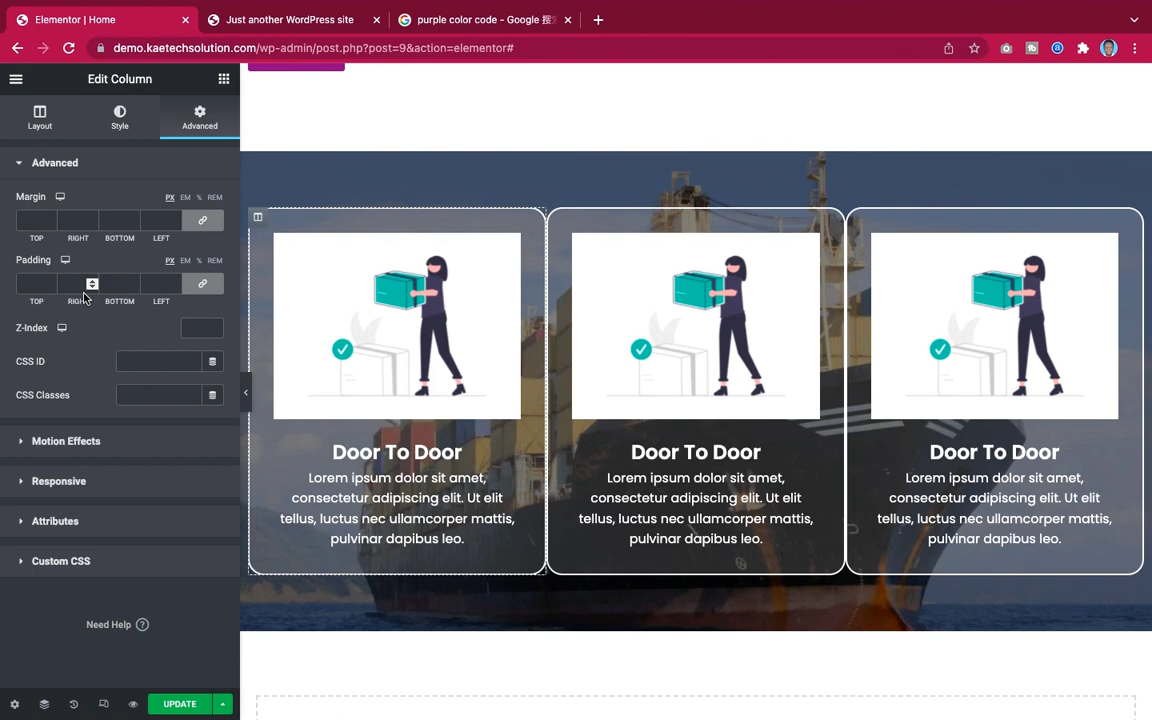 Elementor | Home
Just another WordPress site
purple color code - Google 搜
demo.kaetechsolution.com/wp-admin/post.php?post=9&action=elementor#
Edit Column
Layout
Style
Advanced
Advanced
Margin
PX EM % REM
TOP RIGHT BOTTOM LEFT
Padding
PX EM % REM
TOP RIGHT BOTTOM LEFT
Z-Index
CSS ID
CSS Classes
Motion Effects
Responsive
Attributes
Custom CSS
Need Help ?
UPDATE
Door To Door
Lorem ipsum dolor sit amet,
consectetur adipiscing elit. Ut elit
tellus, luctus nec ullamcorper mattis,
pulvinar dapibus leo.
Door To Door
Lorem ipsum dolor sit amet,
consectetur adipiscing elit. Ut elit
tellus, luctus nec ullamcorper mattis,
pulvinar dapibus leo.
Door To Door
Lorem ipsum dolor sit amet,
consectetur adipiscing elit. Ut elit
tellus, luctus nec ullamcorper mattis,
pulvinar dapibus leo.